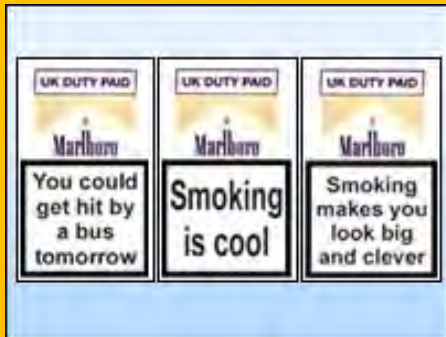 UK DUTY PAID
Marlboro
You could
get hit by
a bus
tomorrow
UK DUTY PAID
Marlboro
Smoking
is cool
UK DUTY PAID
Marlboro
Smoking
makes you
look big
and clever